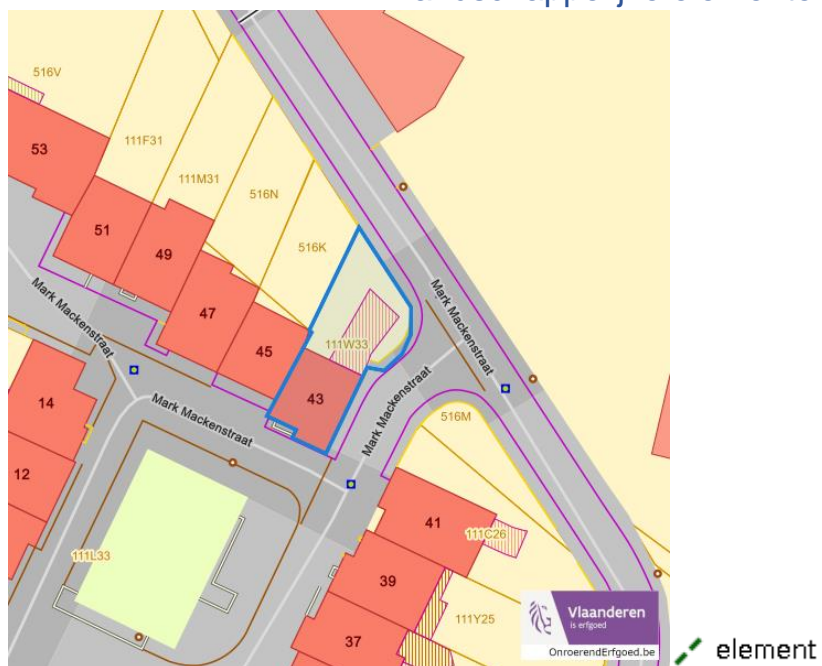 516V
53
111F31
111M31
516N
51
49
516K
47
Mark Mackenstraat
Mark Mackenstraat
111W33
45
43
14
Mark Mackenstraat
Mark Mackenstraat
516M
12
41
111C26
111L33
39
111Y25
37
Vlaanderen
is erfgoed
OnroerendErfgoed.be
element